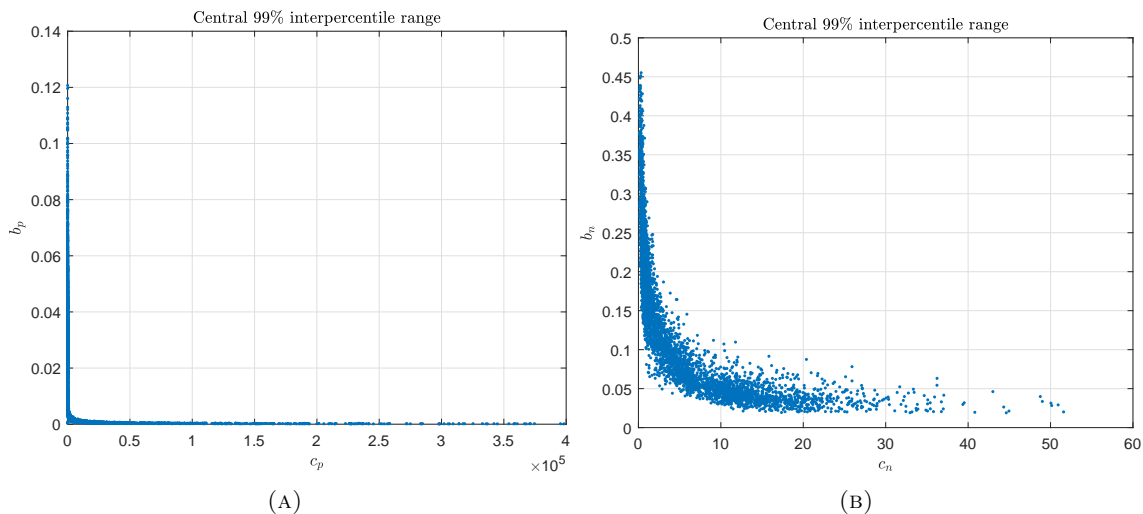 Central 99% interpercentile range
0.14
0.12
0.1
0.08
0.06
0.04
0.02
0
b_p
0 0.5 1 1.5 2 2.5 3 3.5 4
c_p
×10^5
(A)
Central 99% interpercentile range
0.5
0.45
0.4
0.35
0.3
0.25
0.2
0.15
0.1
0.05
0
b_n
0 10 20 30 40 50 60
c_n
(B)